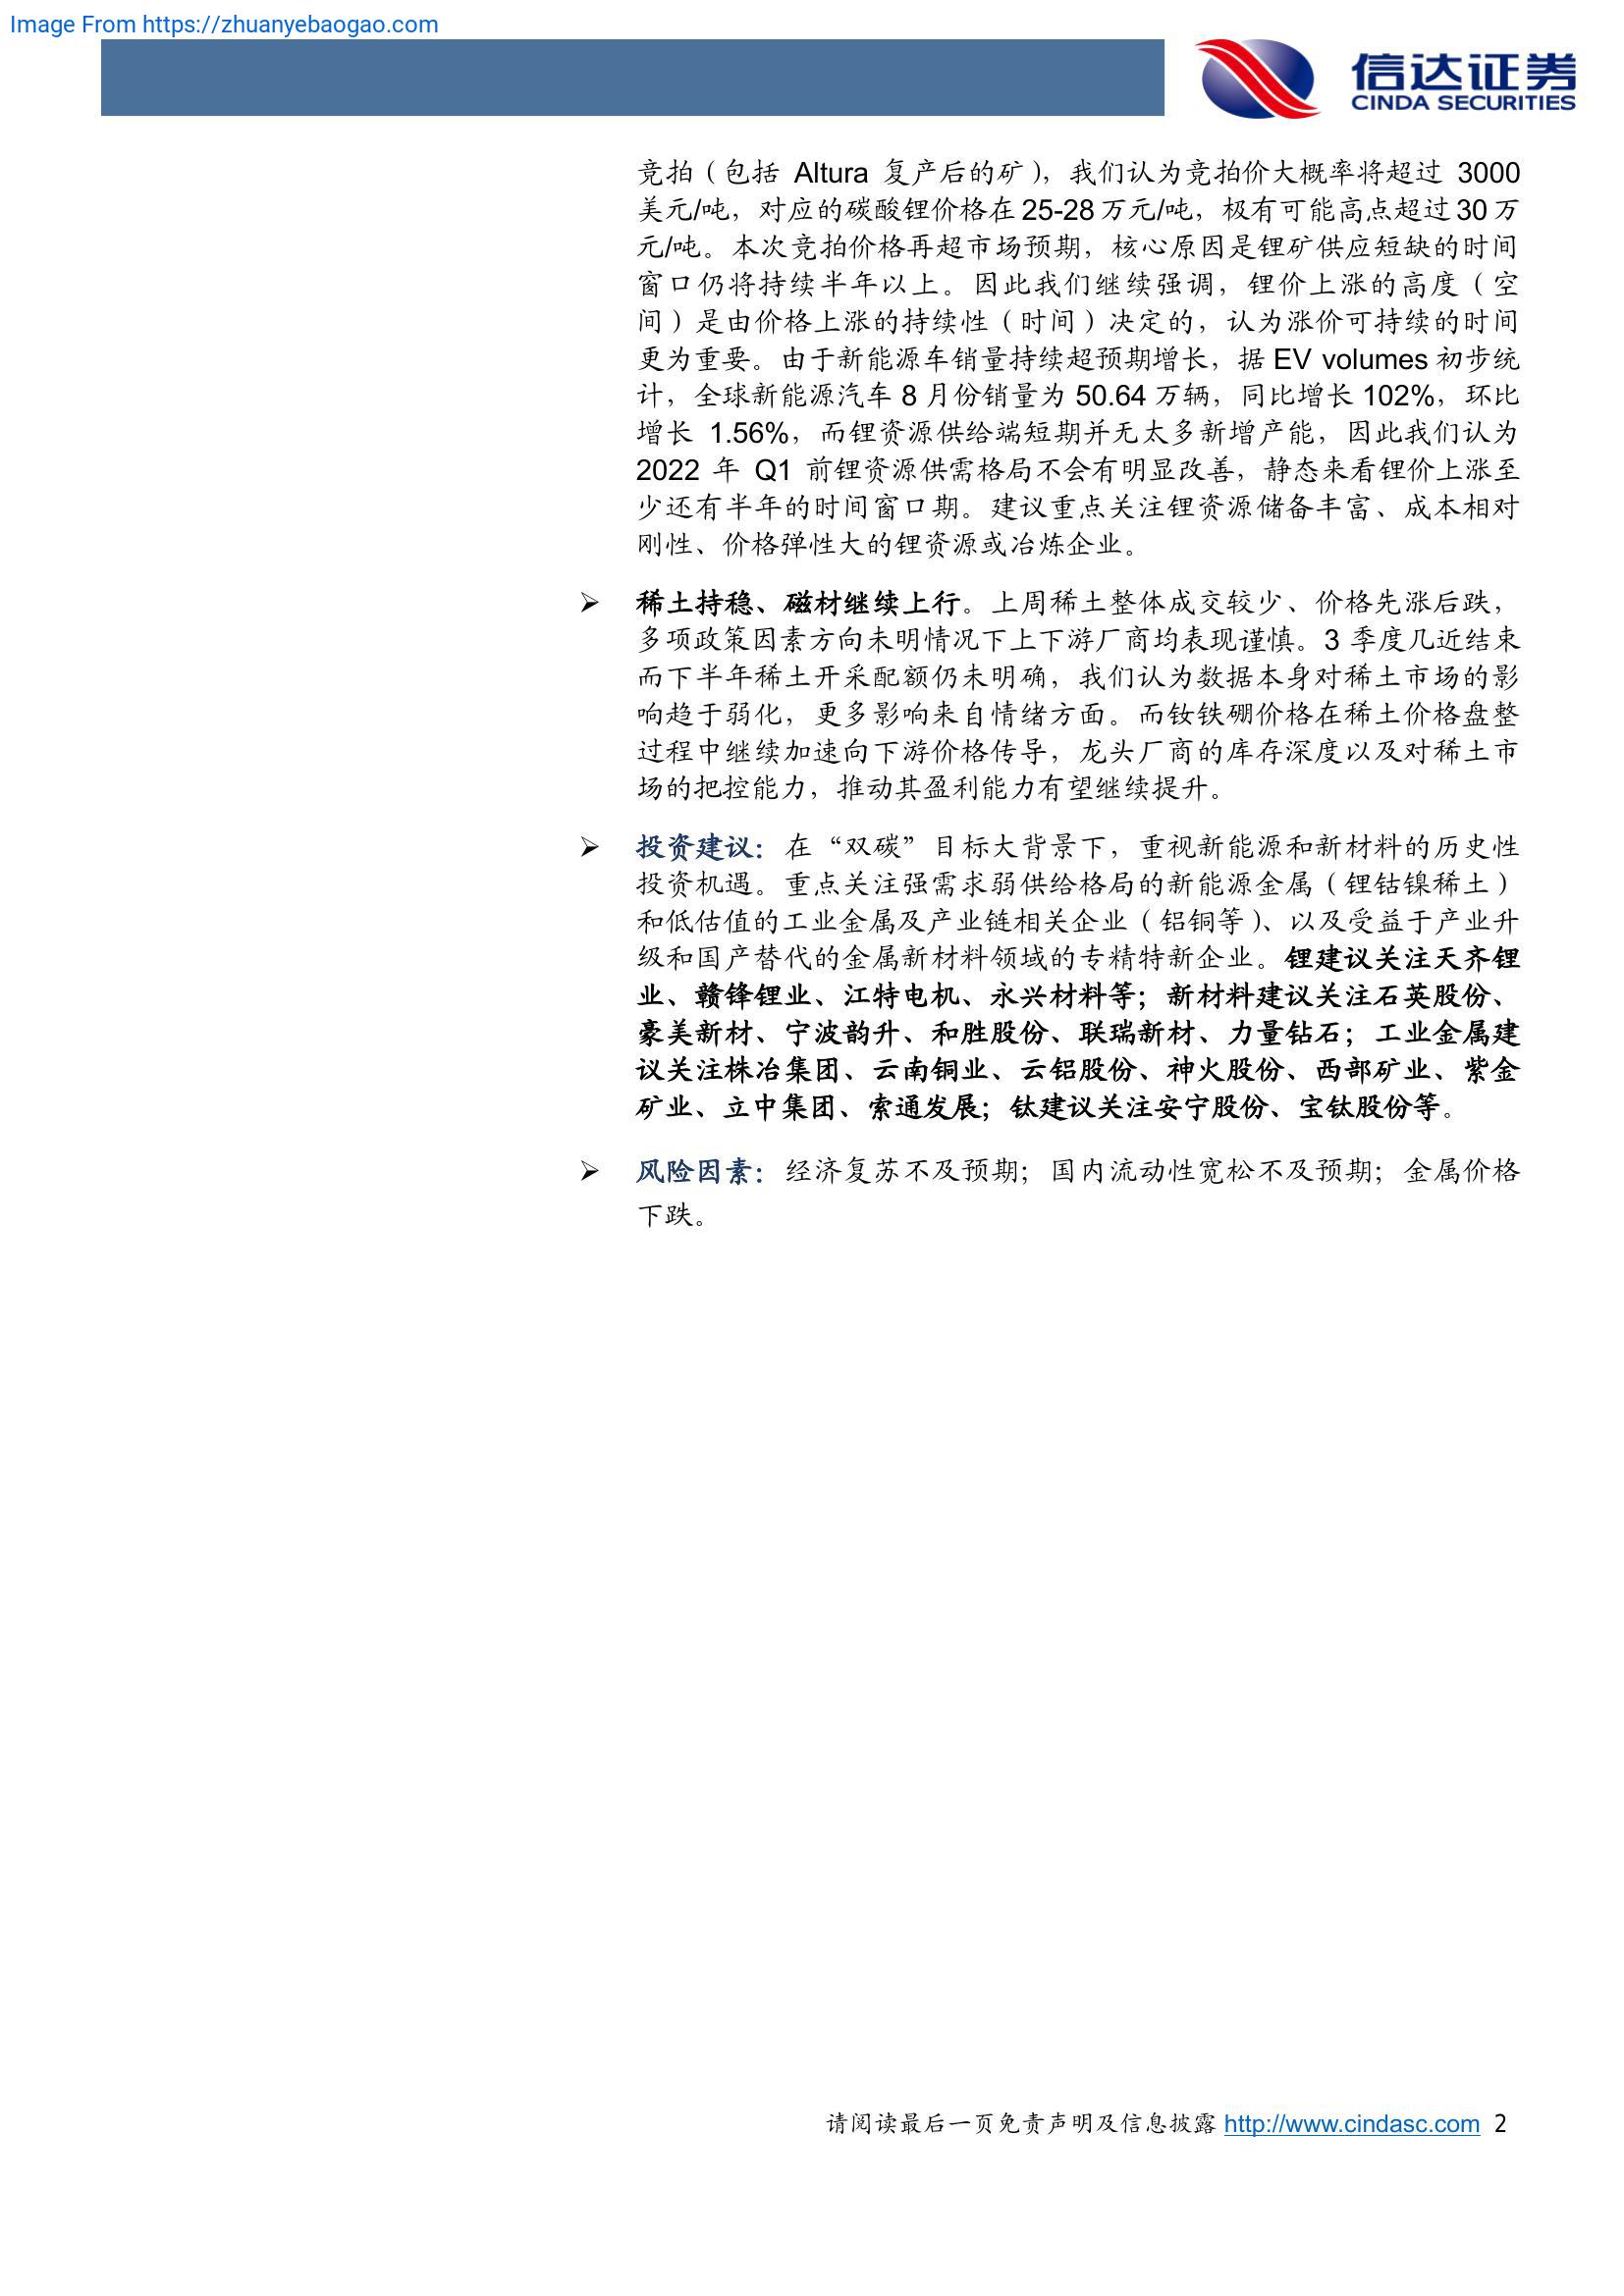 Image From https://zhuanyebaogao.com
信达证券
CINDA SECURITIES
竞拍（包括 Altura 复产后的矿），我们认为竞拍价大概率将超过 3000
美元/吨，对应的碳酸锂价格在 25-28 万元/吨，极有可能高点超过 30 万
元/吨。本次竞拍价格再超市场预期，核心原因是锂矿供应短缺的时间
窗口仍将持续半年以上。因此我们继续强调，锂价上涨的高度（空
间）是由价格上涨的持续性（时间）决定的，认为涨价可持续的时间
更为重要。由于新能源车销量持续超预期增长，据 EV volumes 初步统
计，全球新能源汽车 8 月份销量为 50.64 万辆，同比增长 102%，环比
增长 1.56%，而锂资源供给端短期并无太多新增产能，因此我们认为
2022 年 Q1 前锂资源供需格局不会有明显改善，静态来看锂价上涨至
少还有半年的时间窗口期。建议重点关注锂资源储备丰富、成本相对
刚性、价格弹性大的锂资源或冶炼企业。
➢ 稀土持稳、磁材继续上行。上周稀土整体成交较少、价格先涨后跌，
多项政策因素方向未明情况下上下游厂商均表现谨慎。3 季度几近结束
而下半年稀土开采配额仍未明确，我们认为数据本身对稀土市场的影
响趋于弱化，更多影响来自情绪方面。而钕铁硼价格在稀土价格盘整
过程中继续加速向下游价格传导，龙头厂商的库存深度以及对稀土市
场的把控能力，推动其盈利能力有望继续提升。
➢ 投资建议：在“双碳”目标大背景下，重视新能源和新材料的历史性
投资机遇。重点关注强需求弱供给格局的新能源金属（锂钴镍稀土）
和低估值的工业金属及产业链相关企业（铝铜等）、以及受益于产业升
级和国产替代的金属新材料领域的专精特新企业。锂建议关注天齐锂
业、赣锋锂业、江特电机、永兴材料等；新材料建议关注石英股份、
豪美新材、宁波韵升、和胜股份、联瑞新材、力量钻石；工业金属建
议关注株冶集团、云南铜业、云铝股份、神火股份、西部矿业、紫金
矿业、立中集团、索通发展；钛建议关注安宁股份、宝钛股份等。
➢ 风险因素：经济复苏不及预期；国内流动性宽松不及预期；金属价格
下跌。
请阅读最后一页免责声明及信息披露 http://www.cindasc.com 2